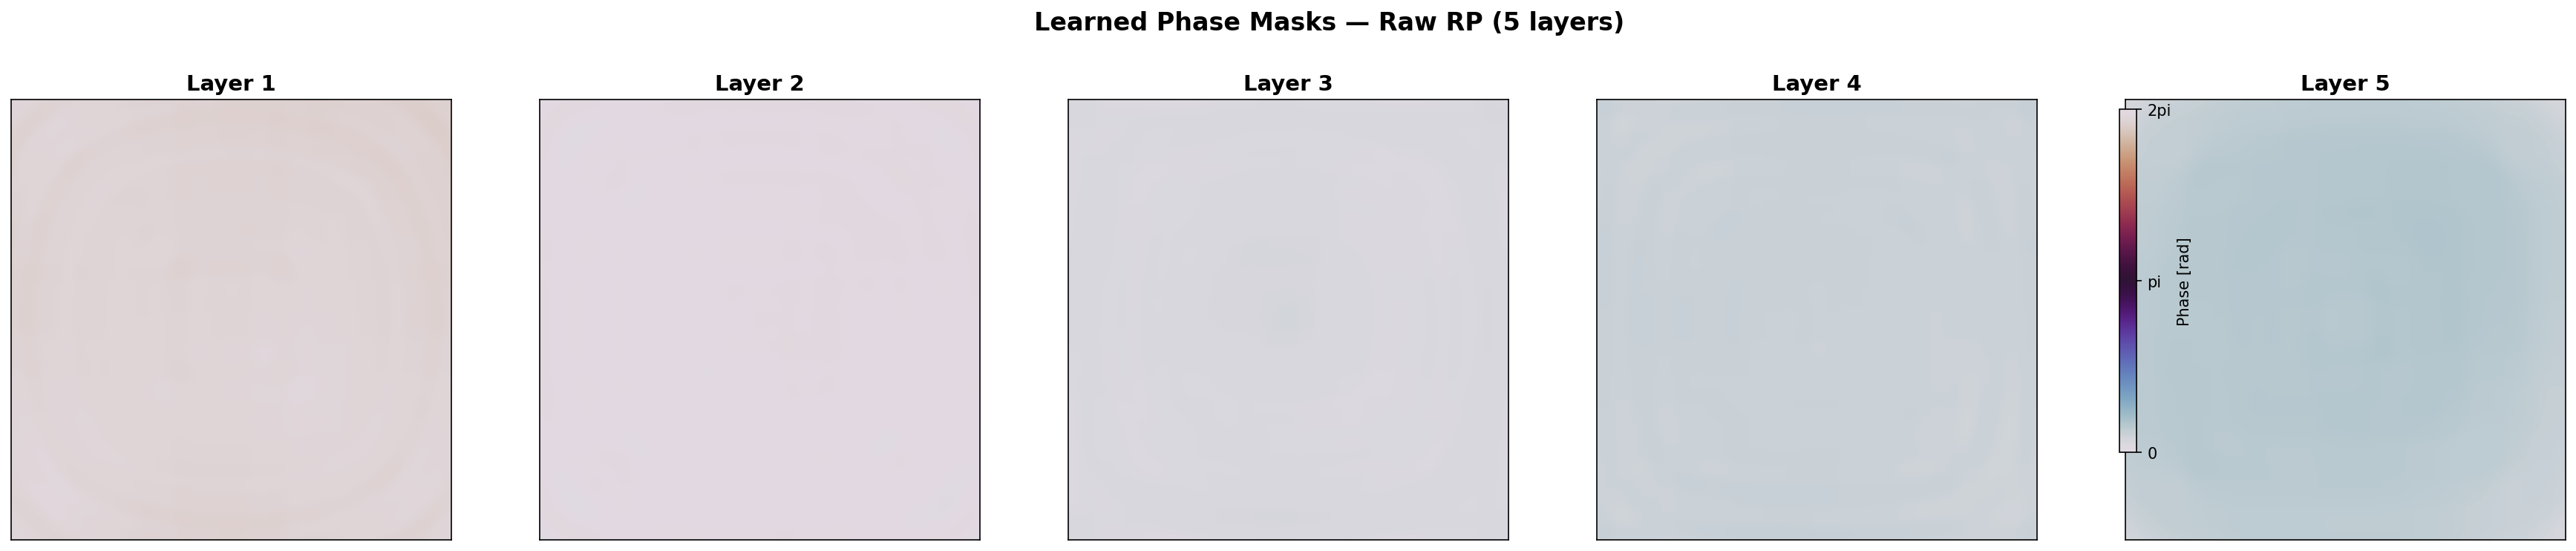 Learned Phase Masks — Raw RP (5 layers)
Layer 1
Layer 2
Layer 3
Layer 4
Layer 5
2pi
pi
0
Phase [rad]